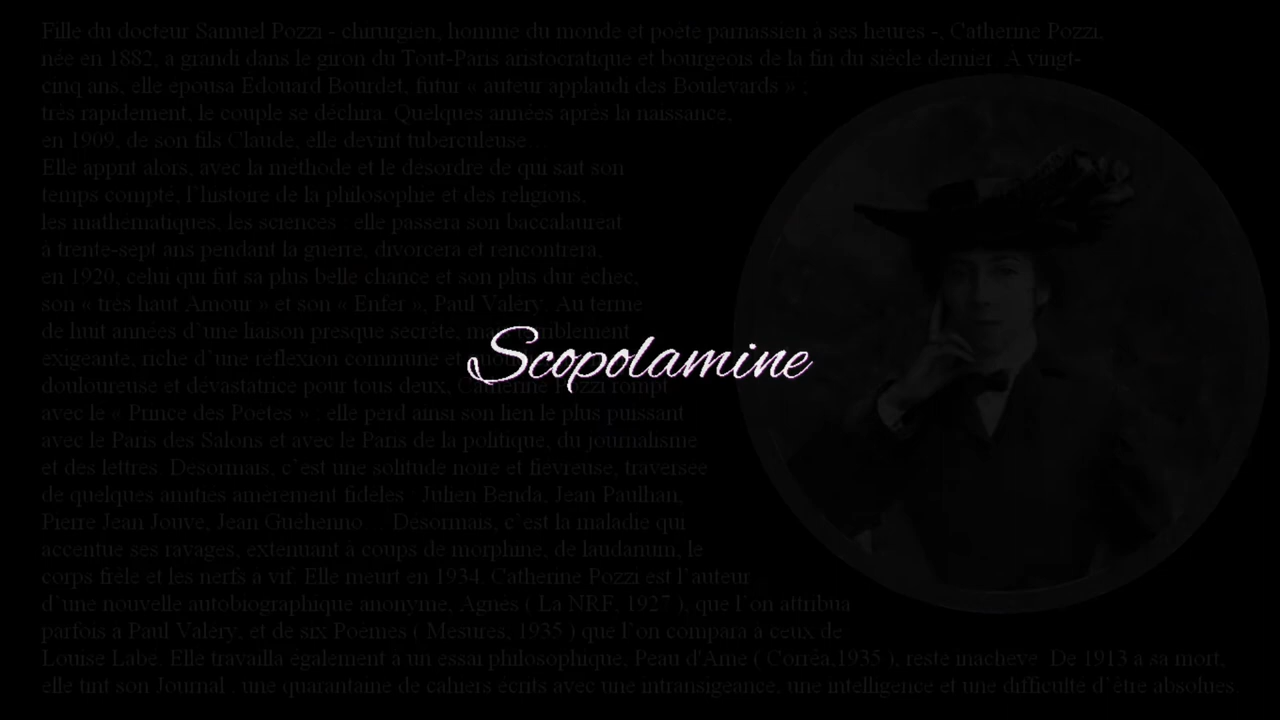 Fille du docteur Samuel Pozzi - chirurgien, homme du monde et poète parnassien à ses heures -, Catherine Pozzi,
née en 1882, a grandi dans le giron du Tout-Paris aristocratique et bourgeois de la fin du siècle dernier. A vingt-
cinq ans, elle épousa Edouard Bourdet, futur « auteur applaudi des Boulevards » ;
très rapidement, le couple se déchira. Quelques années après la naissance,
en 1909, de son fils Claude, elle devint tuberculeuse .
Elle apprit alors, avec la méthode et le désordre de qui sait son
temps compté, l'histoire de la philosophie et des religions,
les mathématiques, les sciences : elle passera son baccalauréat
à trente-sept ans pendant la guerre, divorcera et rencontrera,
en 1920, celui qui fut sa plus belle chance et son plus dur échec,
son « très haut Amour » et son « Enfer », Paul Valéry. Au terme
de huit années d'une liaison presque secrète,
exigeante, riche d'une réflexion commune et
Scopolamine
douloureuse et dévastatrice pour tous deux, Catherine Pozzi rompt
avec le « Prince des Poètes » : elle perd ainsi son lien le plus puissant
avec le Paris des Salons et avec le Paris de la politique, du journalisme
et des lettres. Désormais, c'est une solitude noire et fiévreuse, traversée
de quelques amitiés amèrement fidèles : Julien Benda, Jean Paulhan,
Pierre Jean Jouve, Jean Guéhenno. . . Désormais, c'est la maladie qui
accentue ses ravages, exténuant à coups de morphine, de laudanum, le
corps frêle et les nerfs à vif. Elle meurt en 1934. Catherine Pozzi est l'auteur
d'une nouvelle autobiographique anonyme, Agnès ( La NRF, 1927 ), que l'on attribua
parfois à Paul Valéry, et de six Poèmes ( Mesures, 1935 ) que l'on compara à ceux de
Louise Labé. Elle travailla également à un essai philosophique, Peau d'Ame ( Corréa,1935 ), resté inachevé. De 1913 à sa mort,
elle tint son Journal : une quarantaine de cahiers écrits avec une intransigeance, une intelligence et une difficulté d'être absolues.